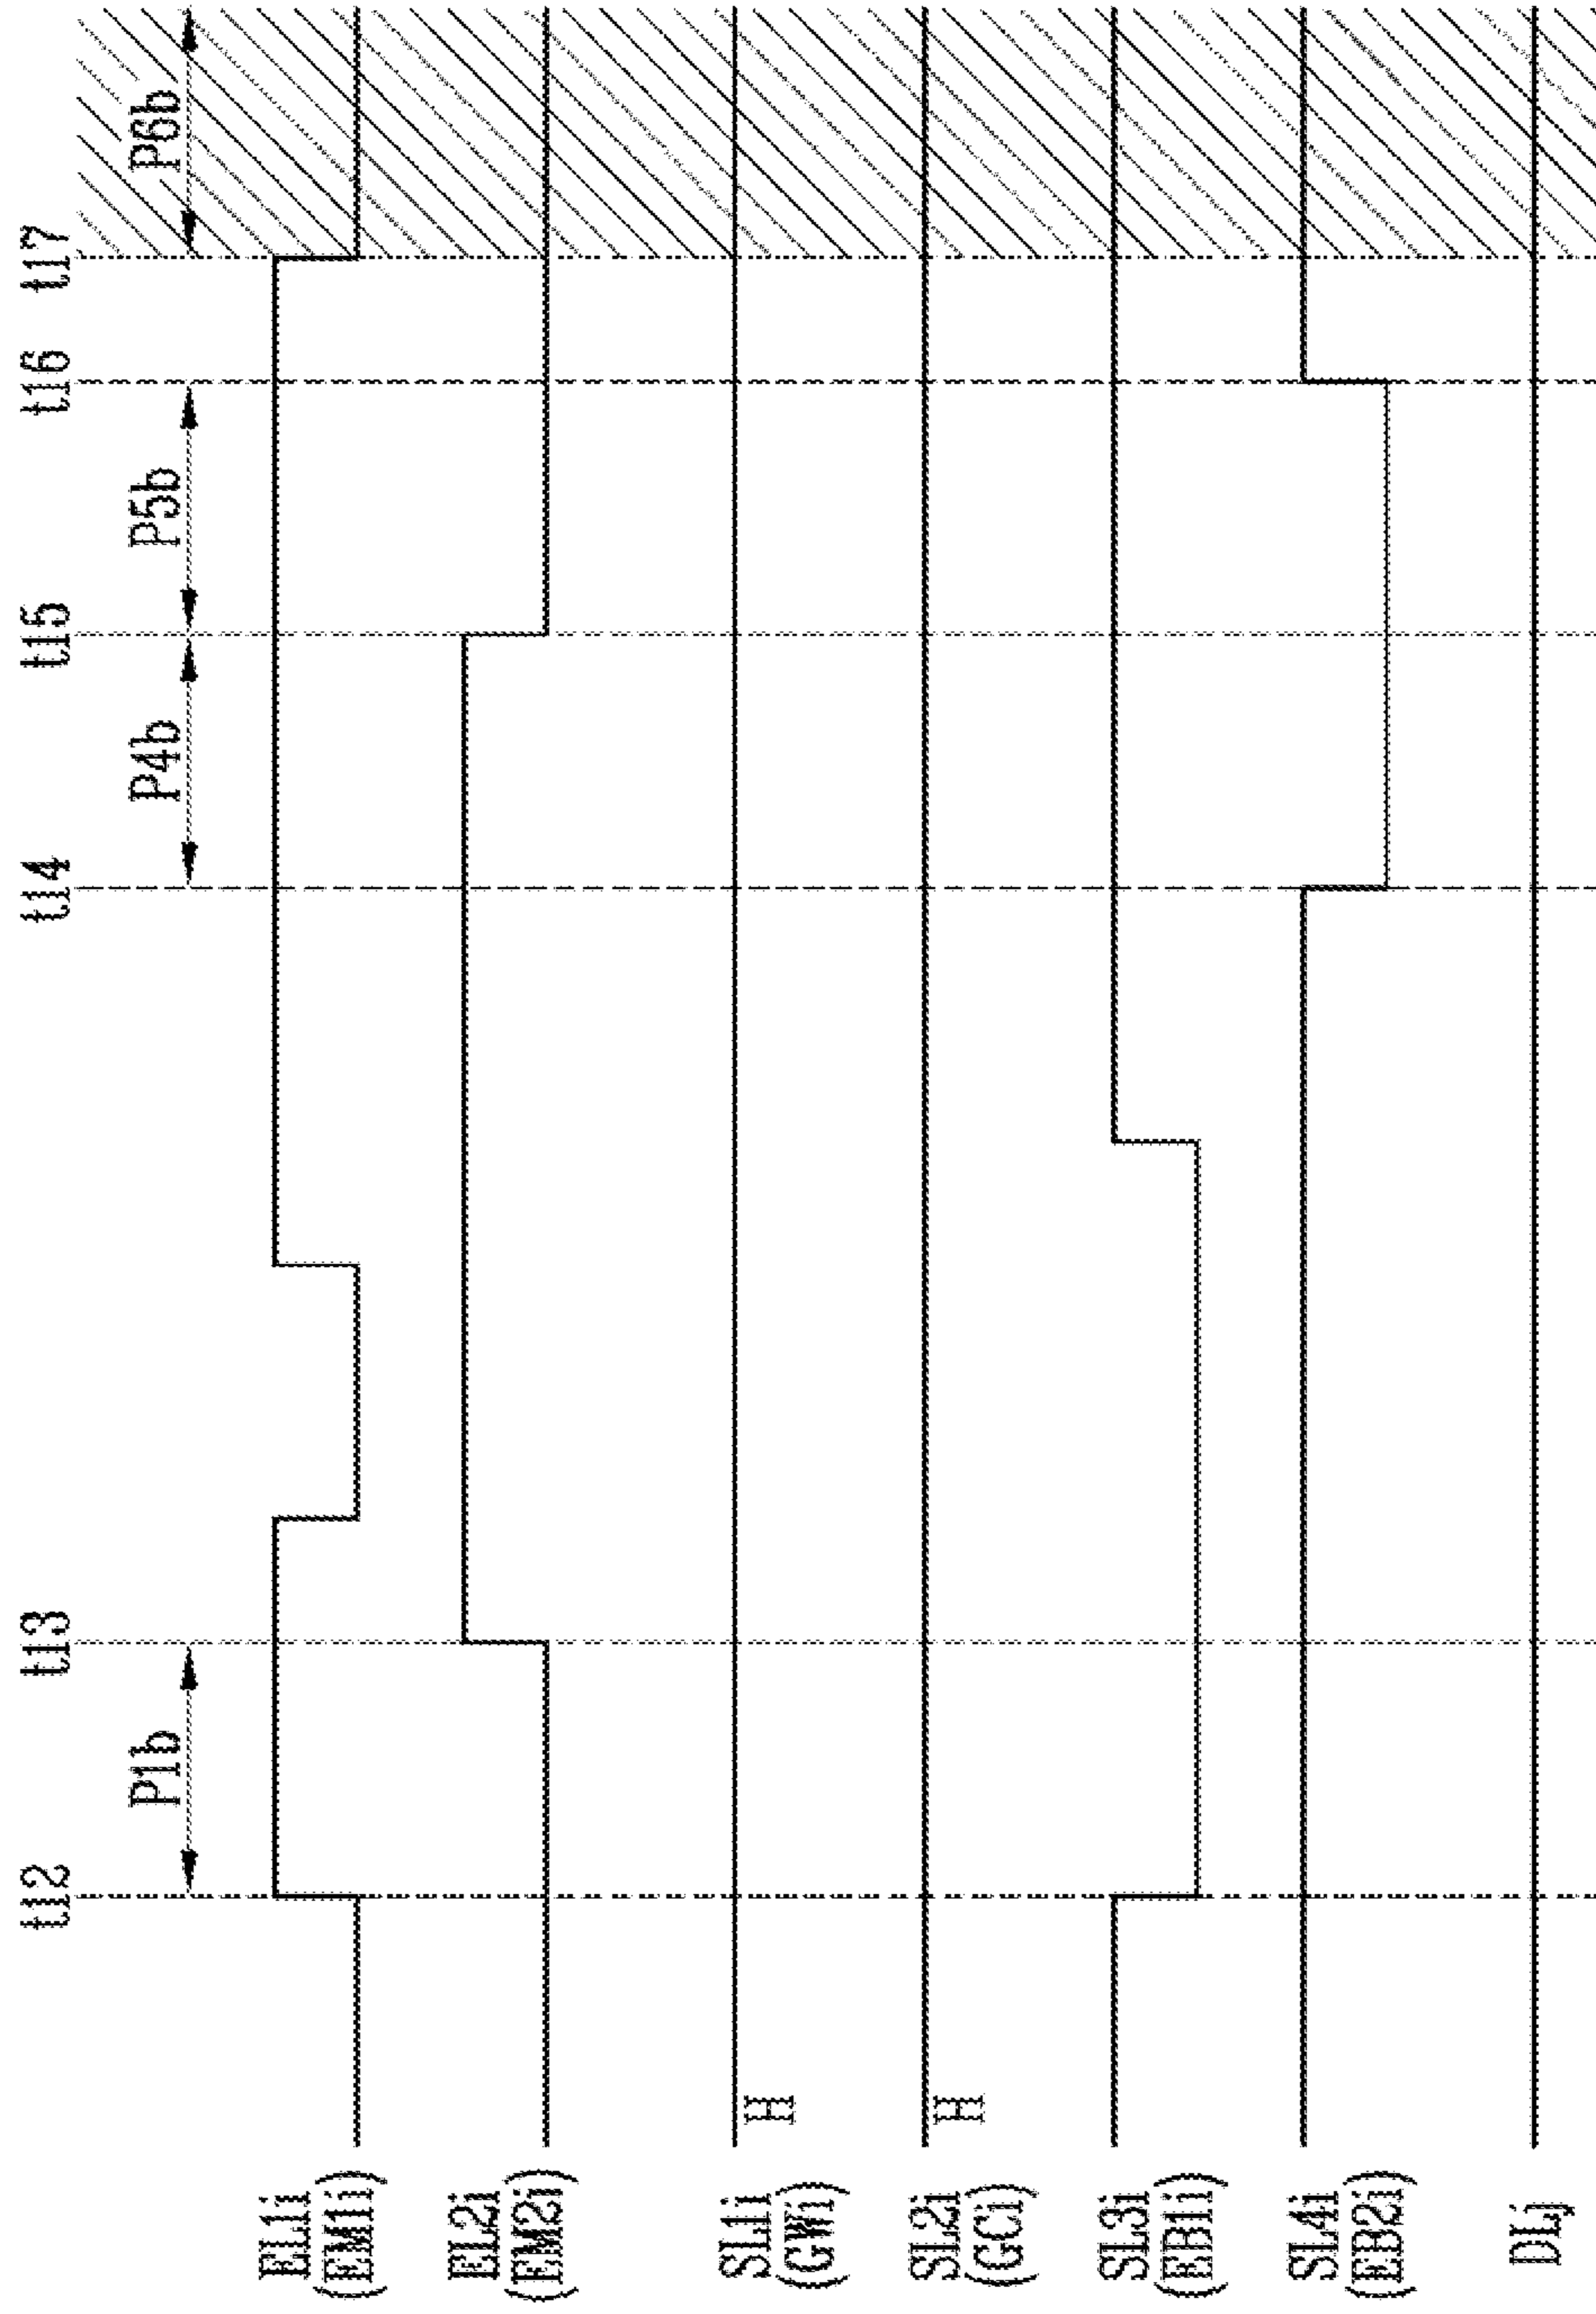 t12 t13 t14 t15 t16 t17
P1b P4b P5b P6b
EL1i
(EM1i)
EL2i
(EM2i)
SL1i
(GWi)
H
SL2i
(GCi)
H
SL3i
(EB1i)
SL4i
(EB2i)
DLj